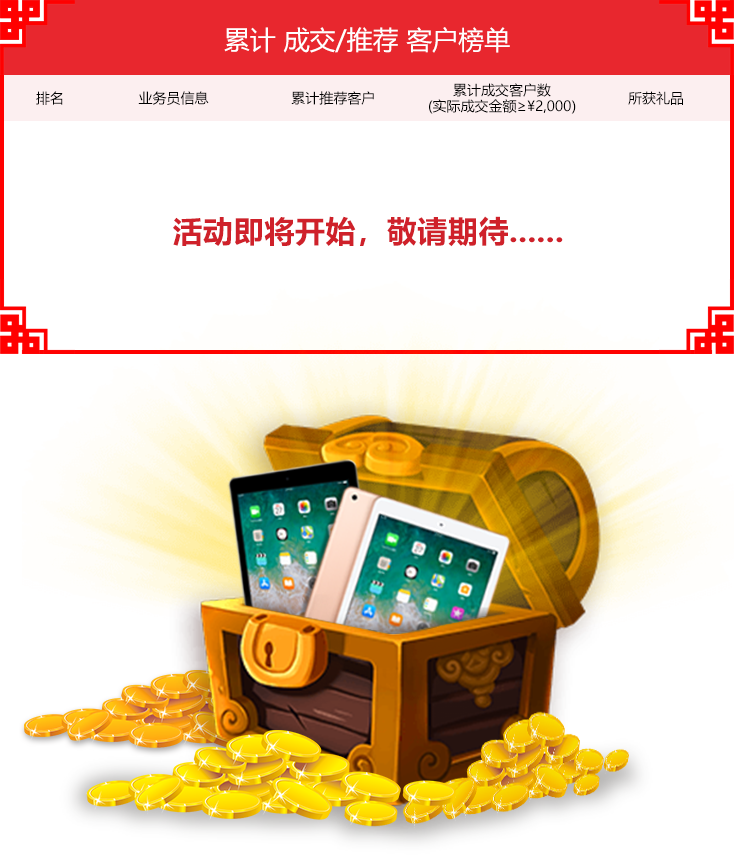 累计 成交/推荐 客户榜单
排名 业务员信息 累计推荐客户 累计成交客户数 所获礼品
(实际成交金额≥¥2,000)
活动即将开始，敬请期待......